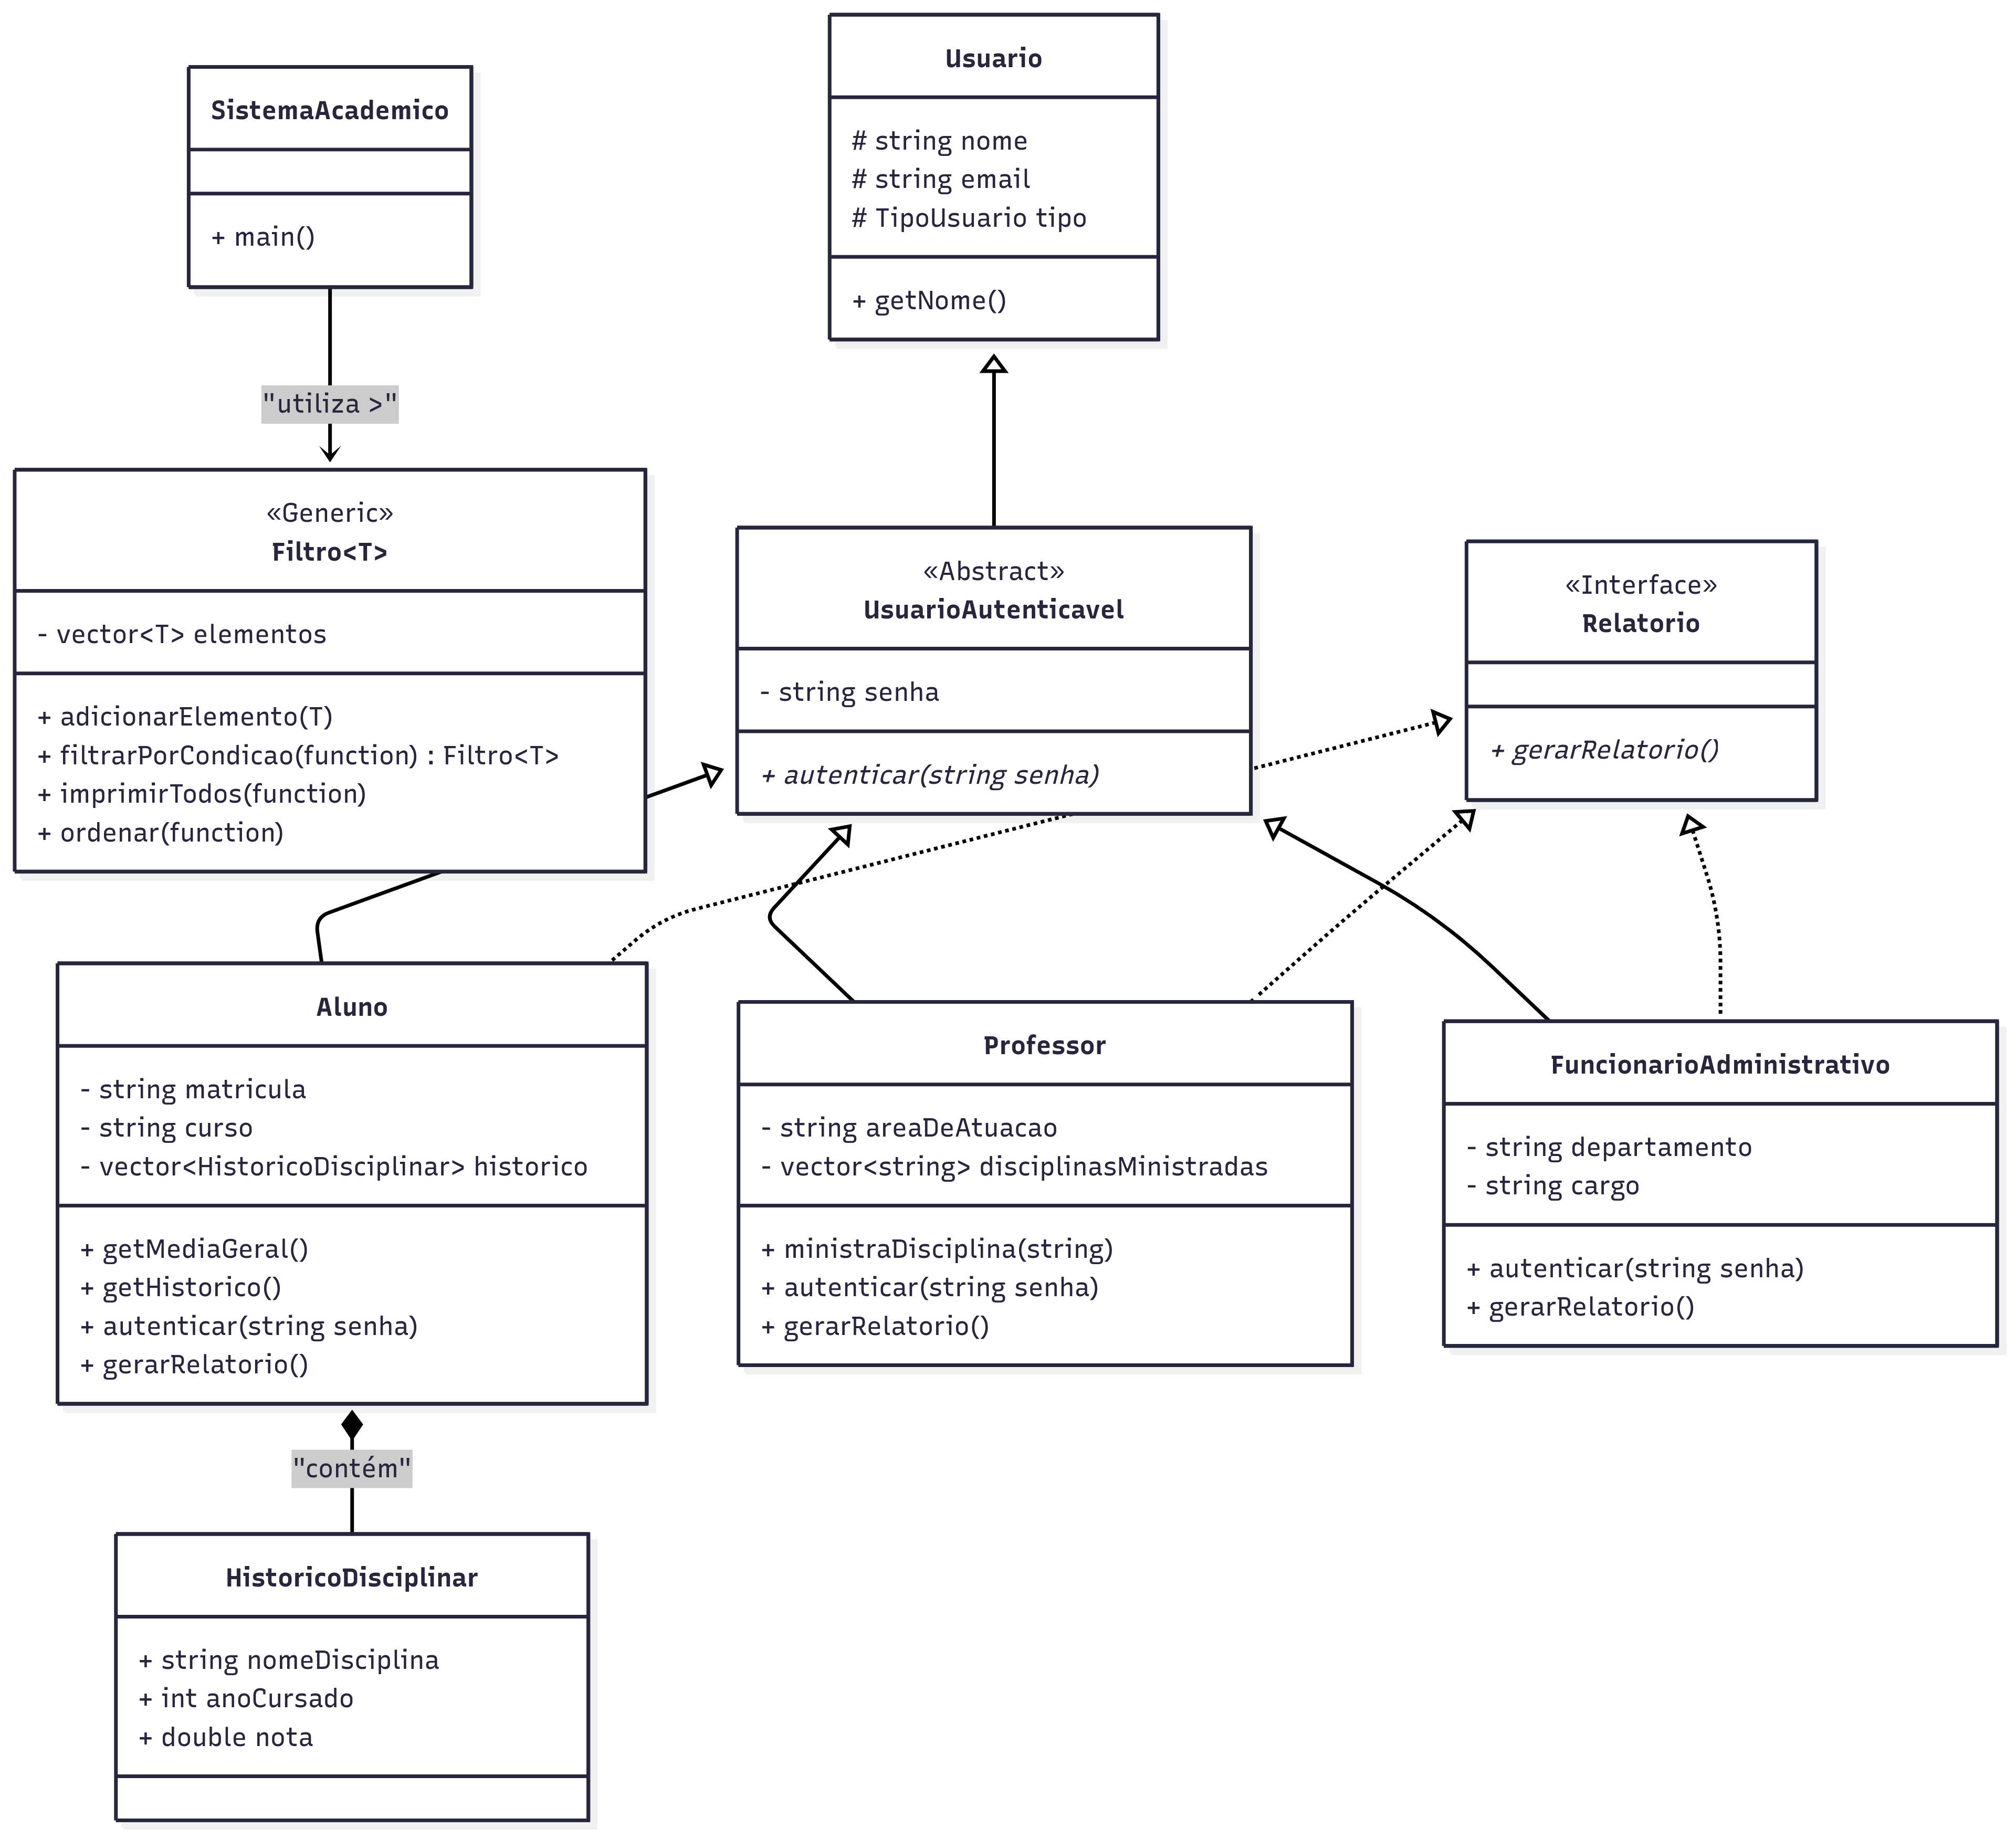 SistemaAcademico
+ main()
"utiliza >"
Usuario
# string nome
# string email
# TipoUsuario tipo
+ getNome()
«Generic»
Filtro<T>
- vector<T> elementos
+ adicionarElemento(T)
+ filtrarPorCondicao(function) : Filtro<T>
+ imprimirTodos(function)
+ ordenar(function)
«Abstract»
UsuarioAutenticavel
- string senha
+ autenticar(string senha)
«Interface»
Relatorio
+ gerarRelatorio()
Aluno
- string matricula
- string curso
- vector<HistoricoDisciplinar> historico
+ getMediaGeral()
+ getHistorico()
+ autenticar(string senha)
+ gerarRelatorio()
Professor
- string areaDeAtuacao
- vector<string> disciplinasMinistradas
+ ministraDisciplina(string)
+ autenticar(string senha)
+ gerarRelatorio()
FuncionarioAdministrativo
- string departamento
- string cargo
+ autenticar(string senha)
+ gerarRelatorio()
"contém"
HistoricoDisciplinar
+ string nomeDisciplina
+ int anoCursado
+ double nota